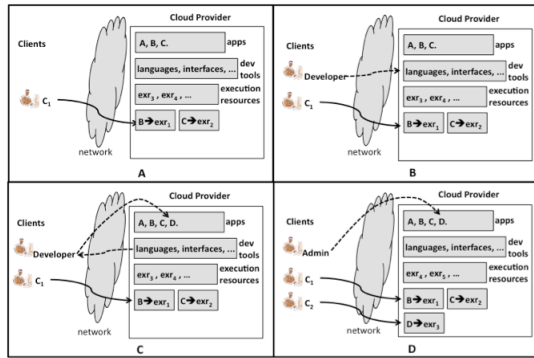 Cloud Provider
Clients
A, B, C.
apps
languages, interfaces, ...
dev
tools
exr3 , exr4 , ...
execution
resources
C1
B➔exr1
C➔exr2
network
A
Cloud Provider
Clients
A, B, C.
apps
Developer
languages, interfaces, ...
dev
tools
exr3 , exr4 , ...
execution
resources
C1
B➔exr1
C➔exr2
network
B
Cloud Provider
Clients
A, B, C, D.
apps
Developer
languages, interfaces, ...
dev
tools
exr3 , exr4 , ...
execution
resources
C1
B➔exr1
C➔exr2
network
C
Cloud Provider
Clients
A, B, C, D.
apps
Admin
languages, interfaces, ...
dev
tools
exr4 , exr5 , ...
execution
resources
C1
B➔exr1
C➔exr2
C2
D➔exr3
network
D